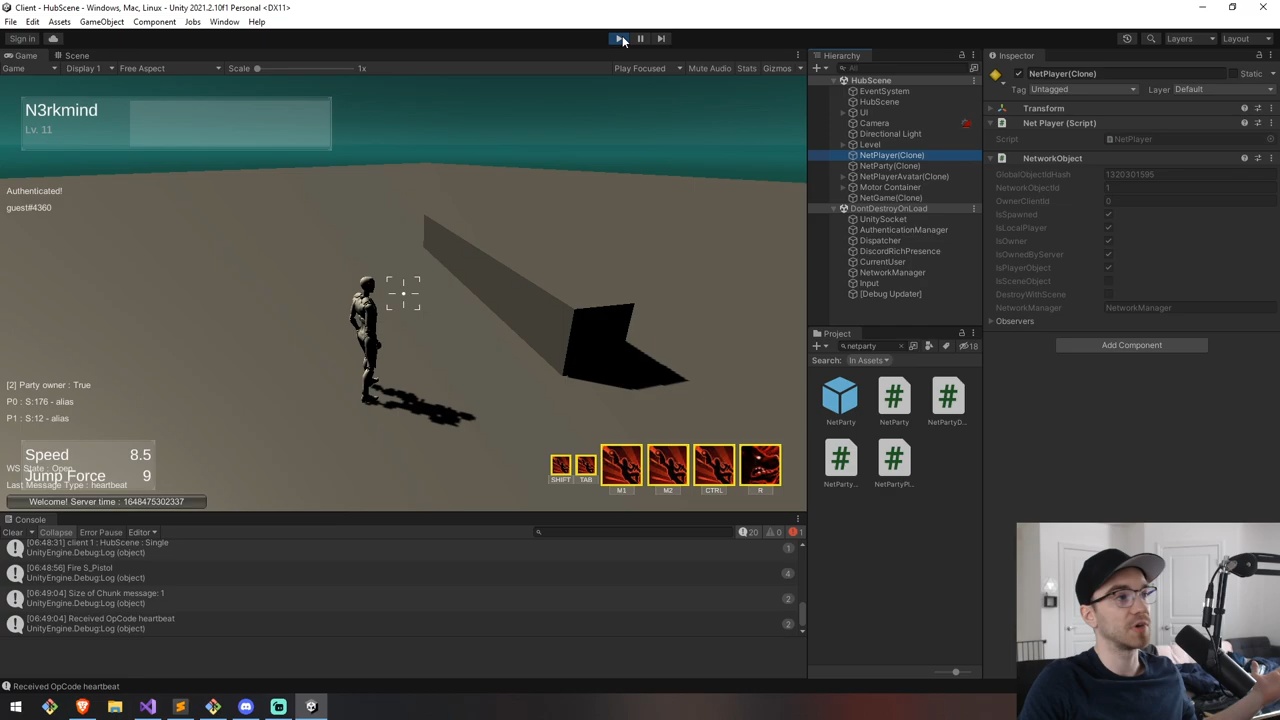 Client - HubScene - Windows, Mac, Linux - Unity 2021.2.10f1 Personal <DX11>
File Edit Assets GameObject Component Jobs Window Help
Sign in
Layers Layout
Game Scene
Game Display 1 Free Aspect Scale 1x Play Focused Mute Audio Stats Gizmos
N3rkmind
Lv. 11
Authenticated!
guest#4360
[2] Party owner : True
P0 : S:176 - alias
P1 : S:12 - alias
Speed 8.5
WS State : Open
Jump Force 9
Last Message Type : heartbeat
Welcome! Server time : 1648475302337
SHIFT TAB M1 M2 CTRL R
Hierarchy
All
HubScene
EventSystem
HubScene
UI
Camera
Directional Light
Level
NetPlayer(Clone)
NetParty(Clone)
NetPlayerAvatar(Clone)
Motor Container
NetGame(Clone)
DontDestroyOnLoad
UnitySocket
AuthenticationManager
Dispatcher
DiscordRichPresence
CurrentUser
NetworkManager
Input
[Debug Updater]
Project
netparty 18
Search: In Assets
NetParty NetParty NetPartyD...
NetParty... NetPartyPl...
Inspector
NetPlayer(Clone) Static
Tag Untagged Layer Default
Transform
Net Player (Script)
Script NetPlayer
NetworkObject
GlobalObjectIdHash 1320301595
NetworkObjectId 1
OwnerClientId 0
IsSpawned
IsLocalPlayer
IsOwner
IsOwnedByServer
IsPlayerObject
IsSceneObject
DestroyWithScene
NetworkManager NetworkManager
Observers
Add Component
Console
Clear Collapse Error Pause Editor 20 0 1
[06:48:31] client 1 : HubScene : Single
UnityEngine.Debug:Log (object) 1
[06:48:56] Fire S_Pistol
UnityEngine.Debug:Log (object) 4
[06:49:04] Size of Chunk message: 1
UnityEngine.Debug:Log (object) 2
[06:49:04] Received OpCode heartbeat
UnityEngine.Debug:Log (object) 2
Received OpCode heartbeat